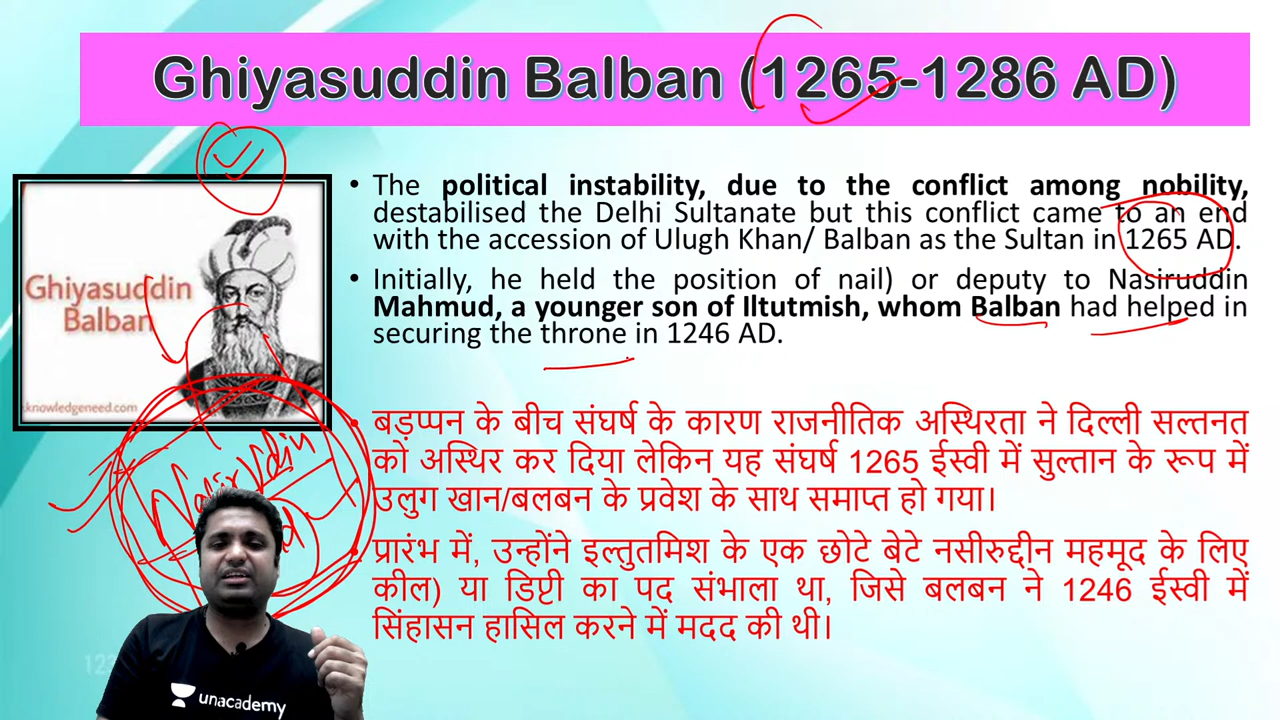 Ghiyasuddin Balban (1265-1286 AD)
Ghiyasuddin
Balban
knowledgeneed.com
• The political instability, due to the conflict among nobility,
destabilised the Delhi Sultanate but this conflict came to an end
with the accession of Ulugh Khan/ Balban as the Sultan in 1265 AD.
• Initially, he held the position of nail) or deputy to Nasiruddin
Mahmud, a younger son of Iltutmish, whom Balban had helped in
securing the throne in 1246 AD.
• बड़प्पन के बीच संघर्ष के कारण राजनीतिक अस्थिरता ने दिल्ली सल्तनत
को अस्थिर कर दिया लेकिन यह संघर्ष 1265 ईस्वी में सुल्तान के रूप में
उलुग खान/बलबन के प्रवेश के साथ समाप्त हो गया।
• प्रारंभ में, उन्होंने इल्तुतमिश के एक छोटे बेटे नसीरुद्दीन महमूद के लिए
कील) या डिप्टी का पद संभाला था, जिसे बलबन ने 1246 ईस्वी में
सिंहासन हासिल करने में मदद की थी।
unacademy